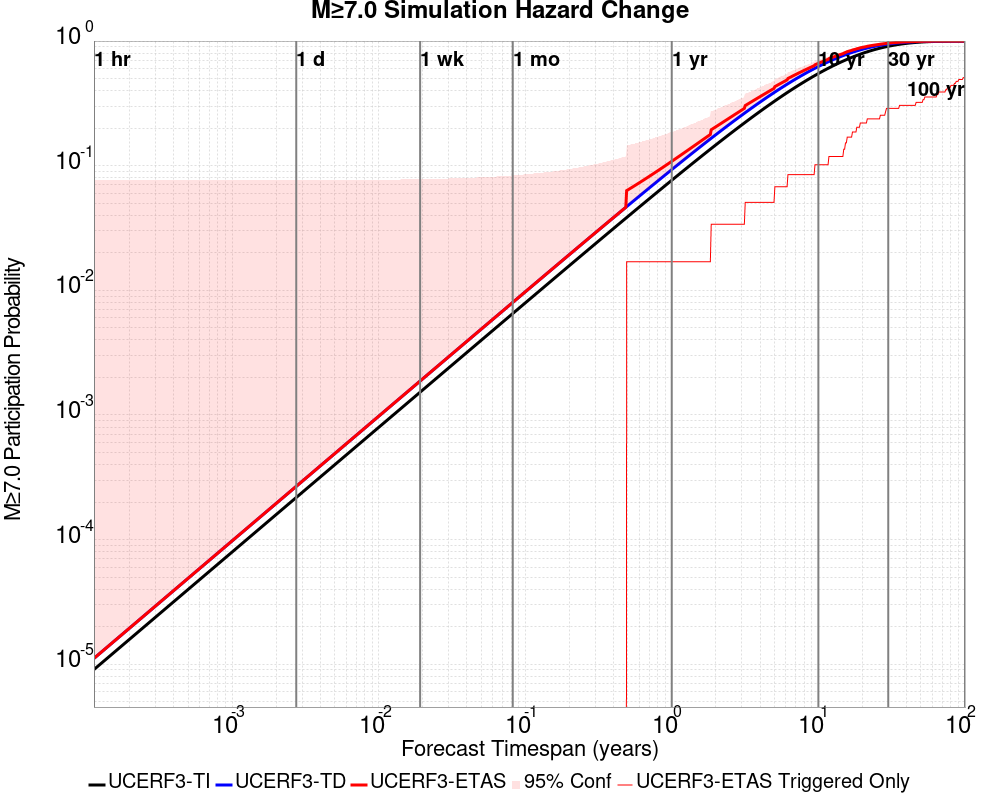 M≥7.0 Simulation Hazard Change
10^0
1 hr
1 d
1 wk
1 mo
1 yr
10 yr
30 yr
100 yr
10^-1
10^-2
10^-3
10^-4
10^-5
M≥7.0 Participation Probability
10^-3
10^-2
10^-1
10^0
10^1
10^2
Forecast Timespan (years)
UCERF3-TI
UCERF3-TD
UCERF3-ETAS
95% Conf
UCERF3-ETAS Triggered Only